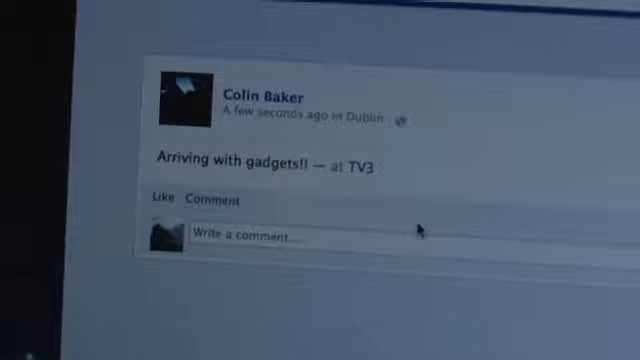 Colin Baker
A few seconds ago in Dublin ·
Arriving with gadgets!! — at TV3
Like Comment
Write a comment...